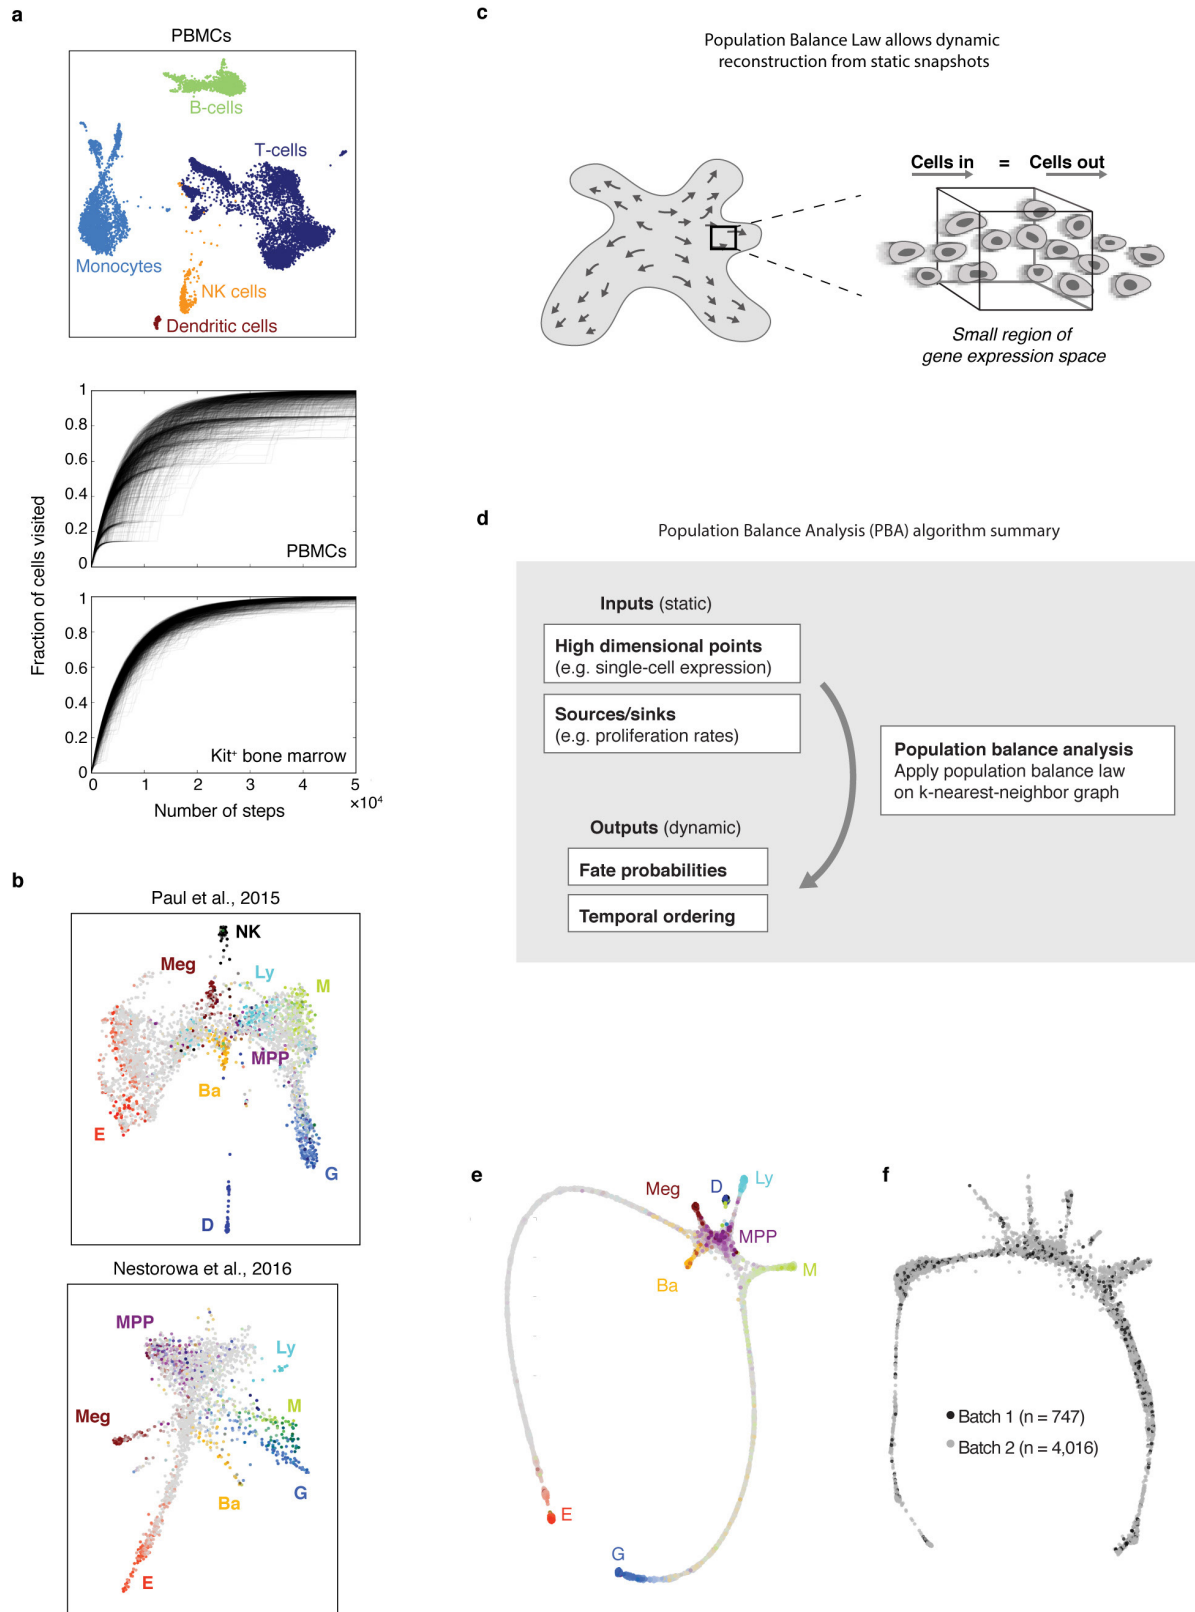 a
PBMCs
B-cells
T-cells
Monocytes
NK cells
Dendritic cells
Fraction of cells visited
1
0.8
0.6
0.4
0.2
0
PBMCs
1
0.8
0.6
0.4
0.2
0
Kit⁺ bone marrow
0 1 2 3 4 5
×10⁴
Number of steps
b
Paul et al., 2015
NK
Meg
Ly
M
MPP
Ba
E
G
D
Nestorowa et al., 2016
MPP
Ly
Meg
M
G
Ba
E
c
Population Balance Law allows dynamic
reconstruction from static snapshots
Cells in = Cells out
Small region of
gene expression space
d
Population Balance Analysis (PBA) algorithm summary
Inputs (static)
High dimensional points
(e.g. single-cell expression)
Sources/sinks
(e.g. proliferation rates)
Population balance analysis
Apply population balance law
on k-nearest-neighbor graph
Outputs (dynamic)
Fate probabilities
Temporal ordering
e
Meg
D
Ly
MPP
Ba
M
E
G
f
Batch 1 (n = 747)
Batch 2 (n = 4,016)